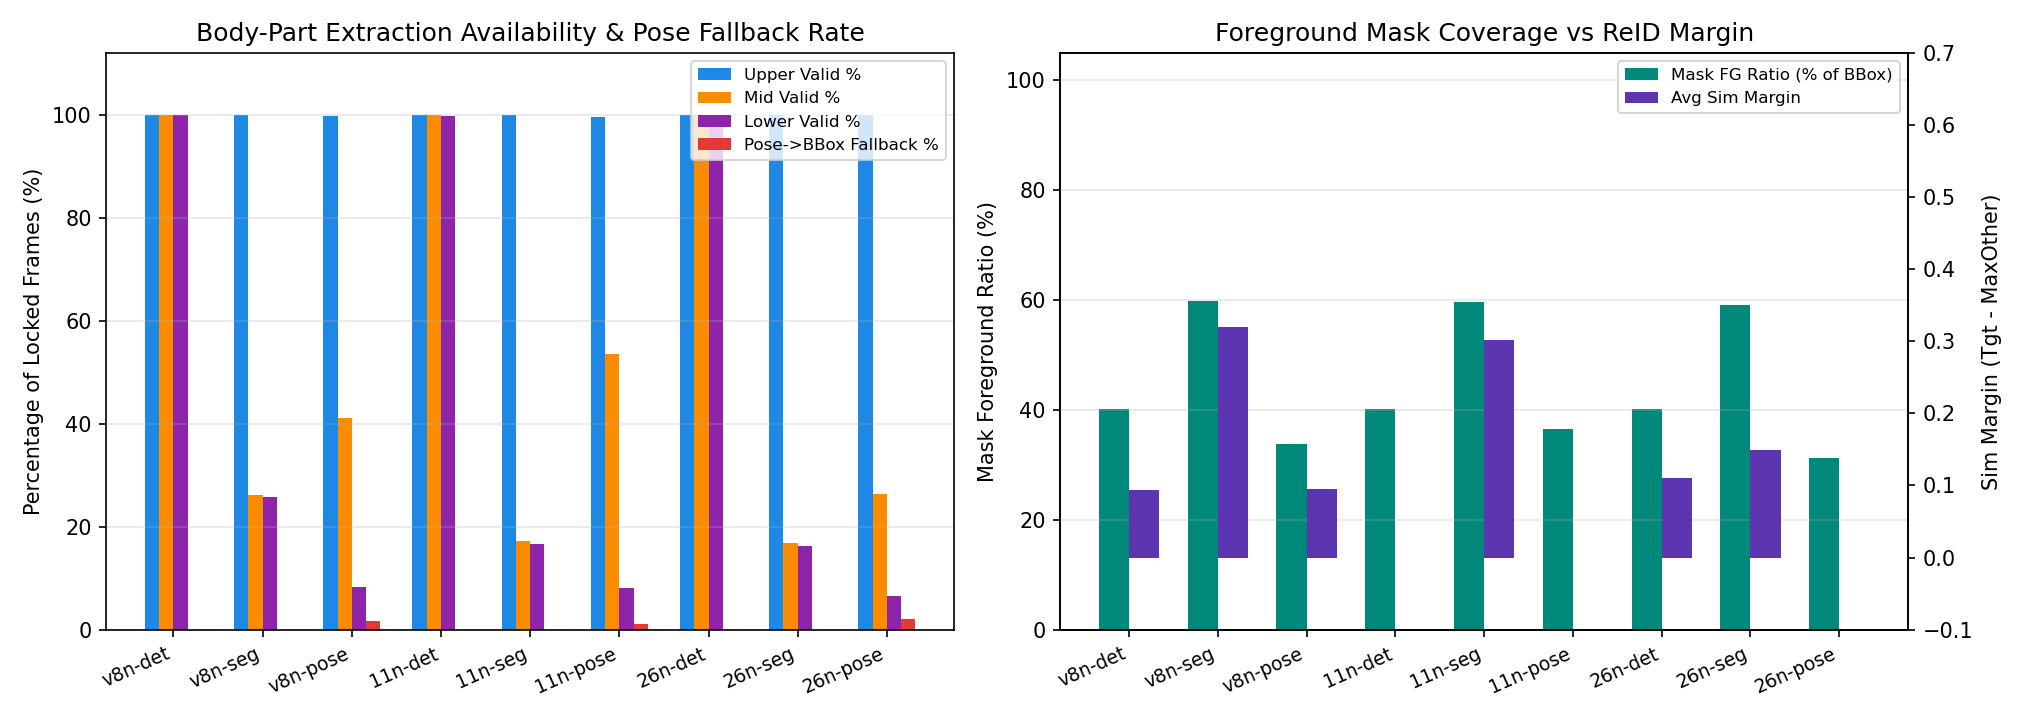 Body-Part Extraction Availability & Pose Fallback Rate
Percentage of Locked Frames (%)
100
80
60
40
20
0
Upper Valid %
Mid Valid %
Lower Valid %
Pose->BBox Fallback %
v8n-det
v8n-seg
v8n-pose
11n-det
11n-seg
11n-pose
26n-det
26n-seg
26n-pose
Foreground Mask Coverage vs ReID Margin
Mask Foreground Ratio (%)
100
80
60
40
20
0
Mask FG Ratio (% of BBox)
Avg Sim Margin
0.7
0.6
0.5
0.4
0.3
0.2
0.1
0.0
−0.1
Sim Margin (Tgt - MaxOther)
v8n-det
v8n-seg
v8n-pose
11n-det
11n-seg
11n-pose
26n-det
26n-seg
26n-pose